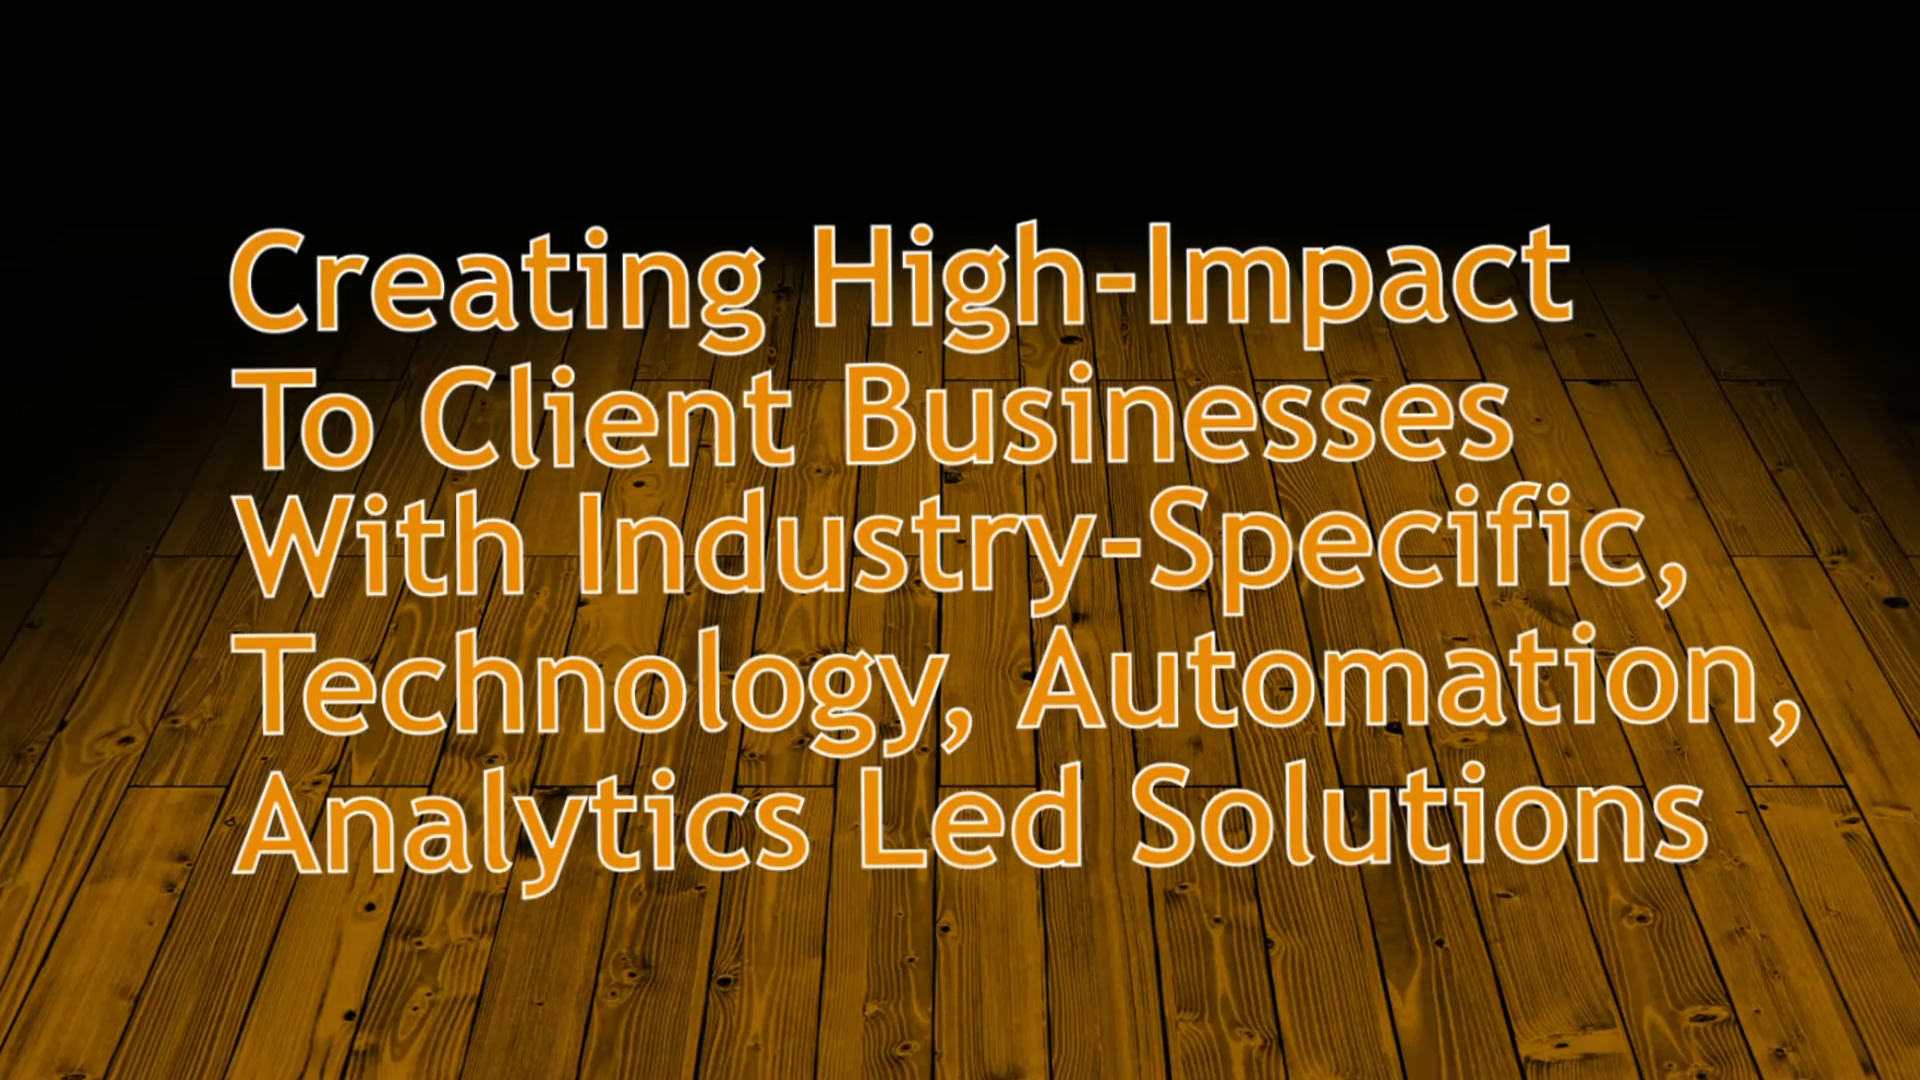 Creating High-Impact
To Client Businesses
With Industry-Specific,
Technology, Automation,
Analytics Led Solutions